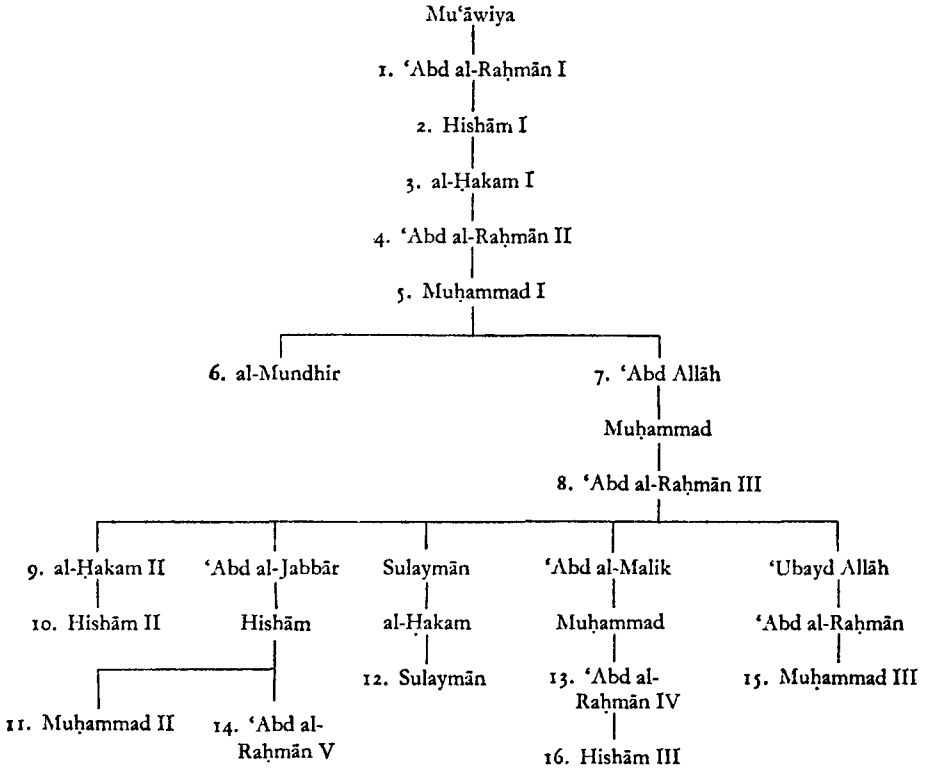 Mu‘āwiya
1. ‘Abd al-Raḥmān I
2. Hishām I
3. al-Ḥakam I
4. ‘Abd al-Raḥmān II
5. Muḥammad I
6. al-Mundhir 7. ‘Abd Allāh
Muḥammad
8. ‘Abd al-Raḥmān III
9. al-Ḥakam II ‘Abd al-Jabbār Sulaymān ‘Abd al-Malik ‘Ubayd Allāh
10. Hishām II Hishām al-Ḥakam Muḥammad ‘Abd al-Raḥmān
12. Sulaymān 13. ‘Abd al- 15. Muḥammad III
Raḥmān IV
11. Muḥammad II 14. ‘Abd al-
Raḥmān V
16. Hishām III